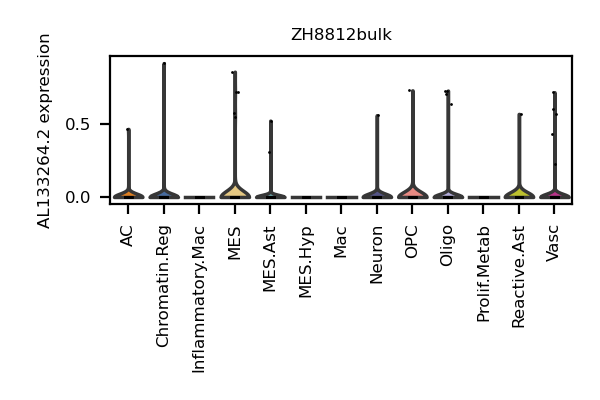 ZH8812bulk
AL133264.2 expression
0.5
0.0
AC
Chromatin.Reg
Inflammatory.Mac
MES
MES.Ast
MES.Hyp
Mac
Neuron
OPC
Oligo
Prolif.Metab
Reactive.Ast
Vasc